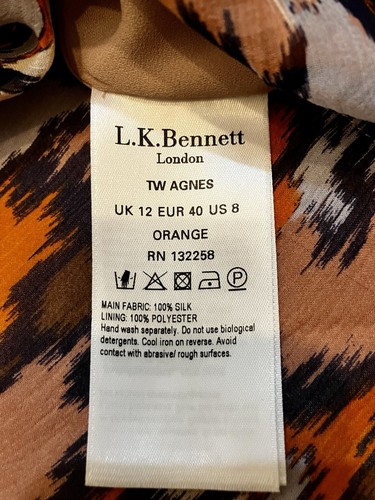 L.K.Bennett
London
TW AGNES
UK 12 EUR 40 US 8
ORANGE
RN 132258
P
MAIN FABRIC: 100% SILK
LINING: 100% POLYESTER
Hand wash separately. Do not use biological
detergents. Cool iron on reverse. Avoid
contact with abrasive/ rough surfaces.